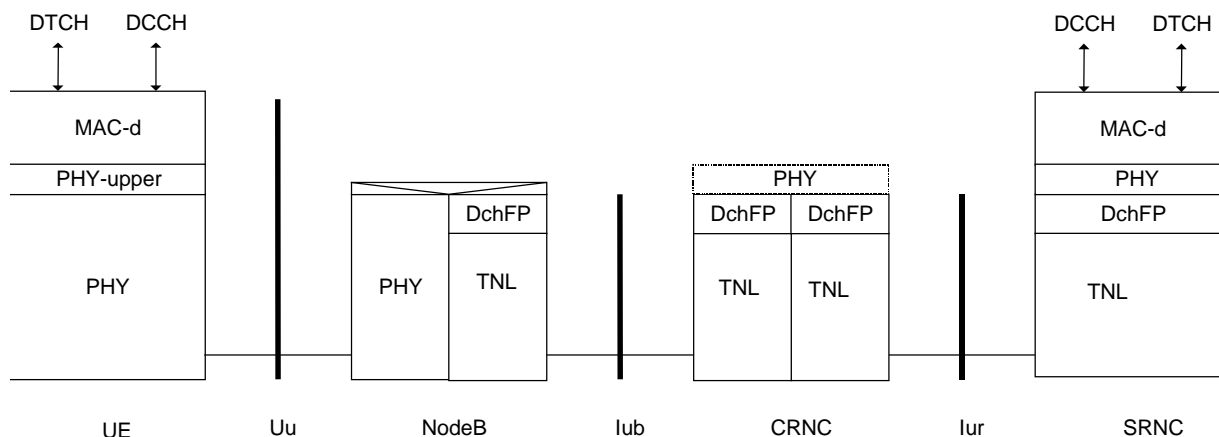 DTCH DCCH DCCH DTCH
MAC-d MAC-d
PHY-upper PHY PHY
DchFP DchFP DchFP DchFP
PHY PHY TNL TNL TNL TNL
UE Uu NodeB Iub CRNC Iur SRNC